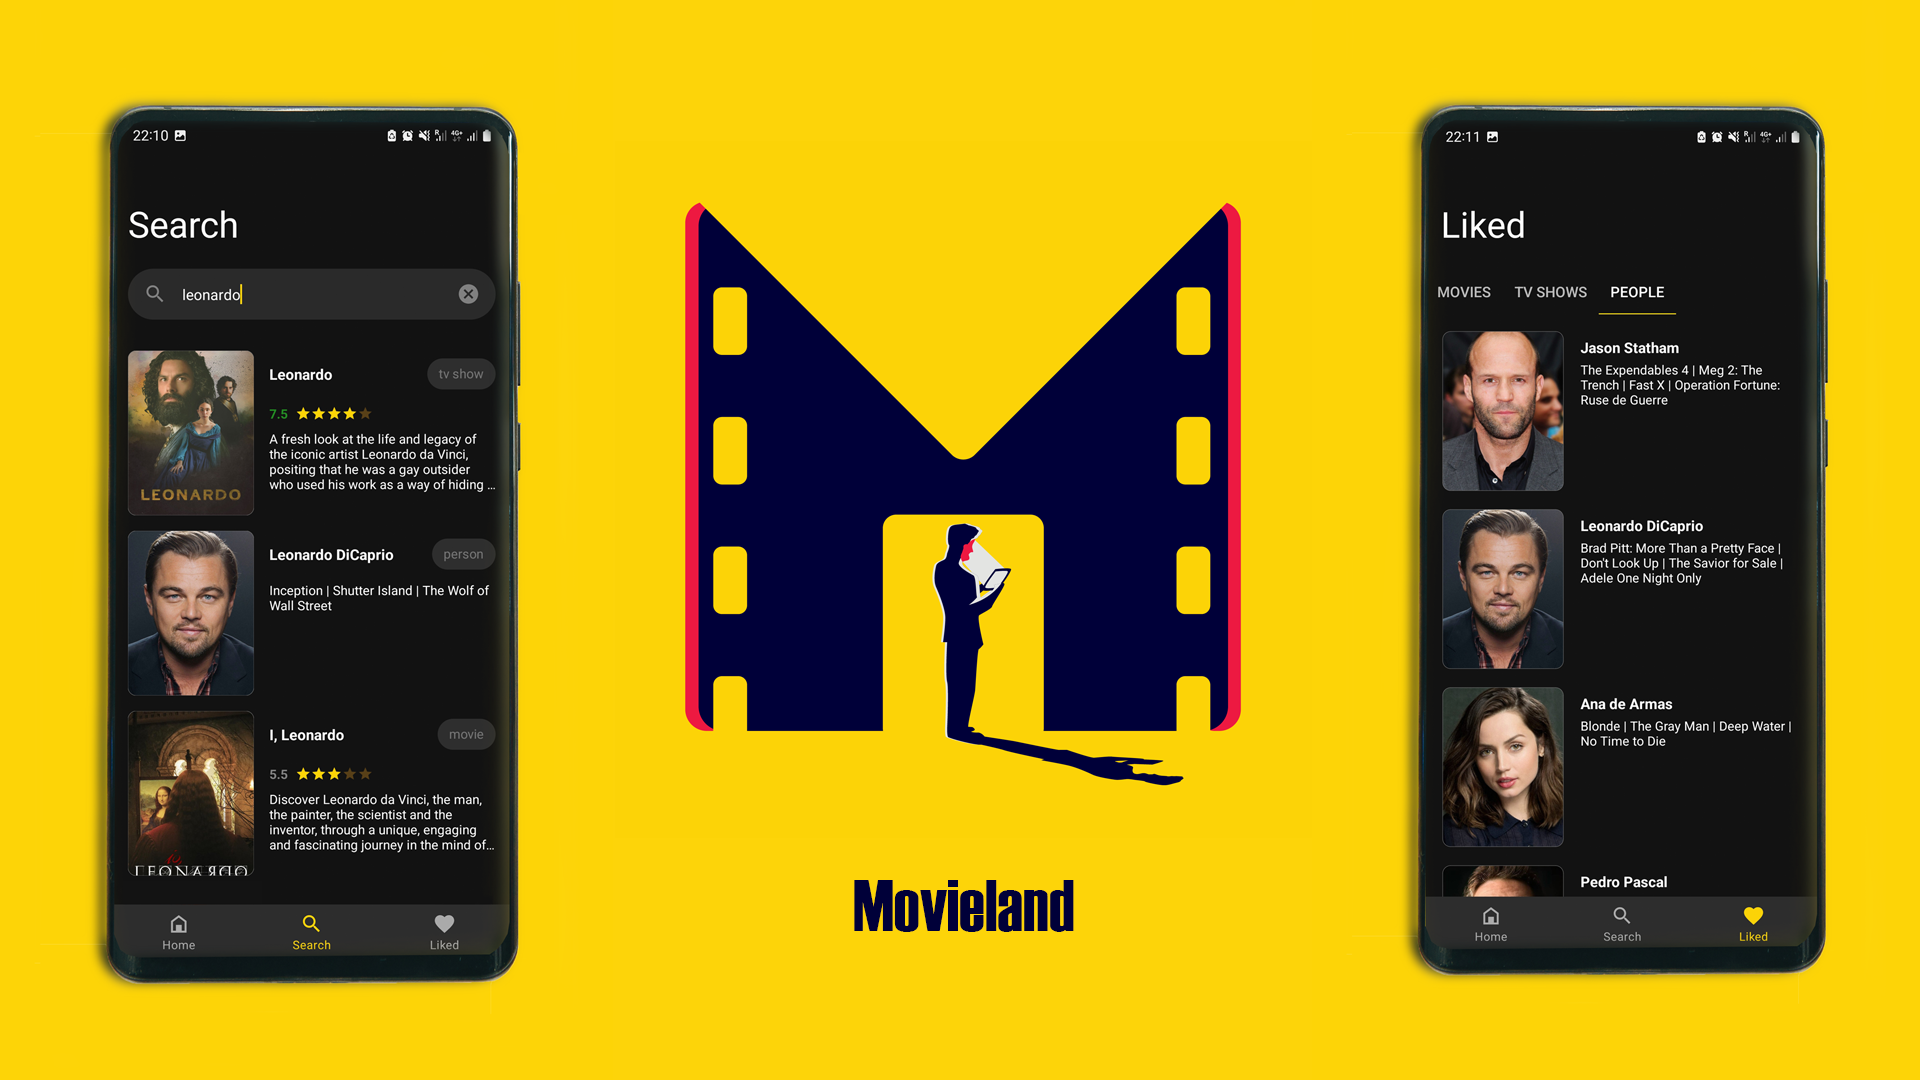 22:10
4G+
Search
leonardo
LEONARDO
Leonardo
tv show
7.5
A fresh look at the life and legacy of
the iconic artist Leonardo da Vinci,
positing that he was a gay outsider
who used his work as a way of hiding ...
Leonardo DiCaprio
person
Inception | Shutter Island | The Wolf of
Wall Street
I, Leonardo
movie
5.5
Discover Leonardo da Vinci, the man,
the painter, the scientist and the
inventor, through a unique, engaging
and fascinating journey in the mind of...
LEONARDO
Home
Search
Liked
Movieland
22:11
4G+
Liked
MOVIES
TV SHOWS
PEOPLE
Jason Statham
The Expendables 4 | Meg 2: The
Trench | Fast X | Operation Fortune:
Ruse de Guerre
Leonardo DiCaprio
Brad Pitt: More Than a Pretty Face |
Don't Look Up | The Savior for Sale |
Adele One Night Only
Ana de Armas
Blonde | The Gray Man | Deep Water |
No Time to Die
Pedro Pascal
Home
Search
Liked